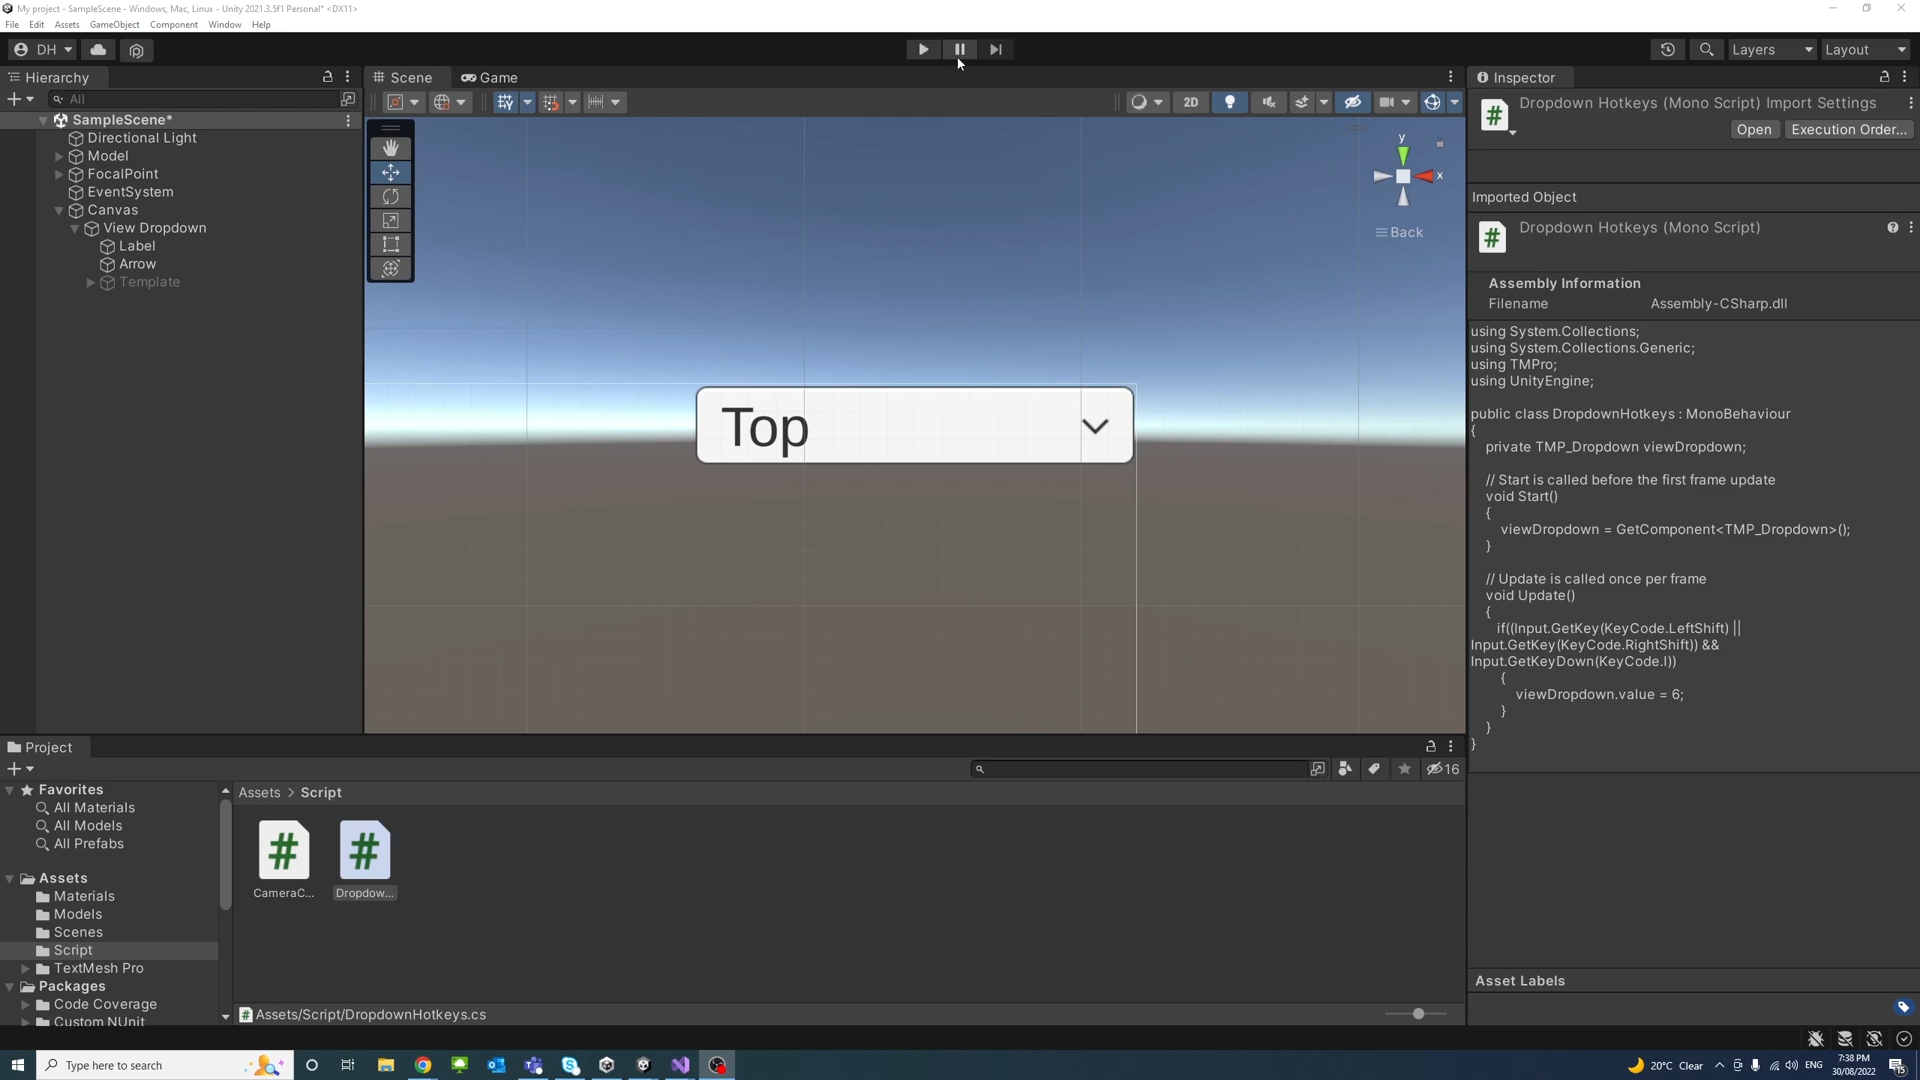 My project - SampleScene - Windows, Mac, Linux - Unity 2021.3.5f1 Personal* <DX11>
File Edit Assets GameObject Component Window Help
DH
Layers
Layout
Hierarchy
Scene
Game
Inspector
All
2D
SampleScene*
Directional Light
Model
FocalPoint
EventSystem
Canvas
View Dropdown
Label
Arrow
Template
y
x
Back
Top
Dropdown Hotkeys (Mono Script) Import Settings
Open
Execution Order...
Imported Object
Dropdown Hotkeys (Mono Script)
Assembly Information
Filename Assembly-CSharp.dll
using System.Collections;
using System.Collections.Generic;
using TMPro;
using UnityEngine;
public class DropdownHotkeys : MonoBehaviour
{
private TMP_Dropdown viewDropdown;
// Start is called before the first frame update
void Start()
{
viewDropdown = GetComponent<TMP_Dropdown>();
}
// Update is called once per frame
void Update()
{
if((Input.GetKey(KeyCode.LeftShift) ||
Input.GetKey(KeyCode.RightShift)) &&
Input.GetKeyDown(KeyCode.I))
{
viewDropdown.value = 6;
}
}
}
Asset Labels
Project
16
Favorites
All Materials
All Models
All Prefabs
Assets
Materials
Models
Scenes
Script
TextMesh Pro
Packages
Code Coverage
Custom NUnit
Assets > Script
CameraC...
Dropdow...
Assets/Script/DropdownHotkeys.cs
Type here to search
20°C Clear
ENG
7:38 PM
30/08/2022
15